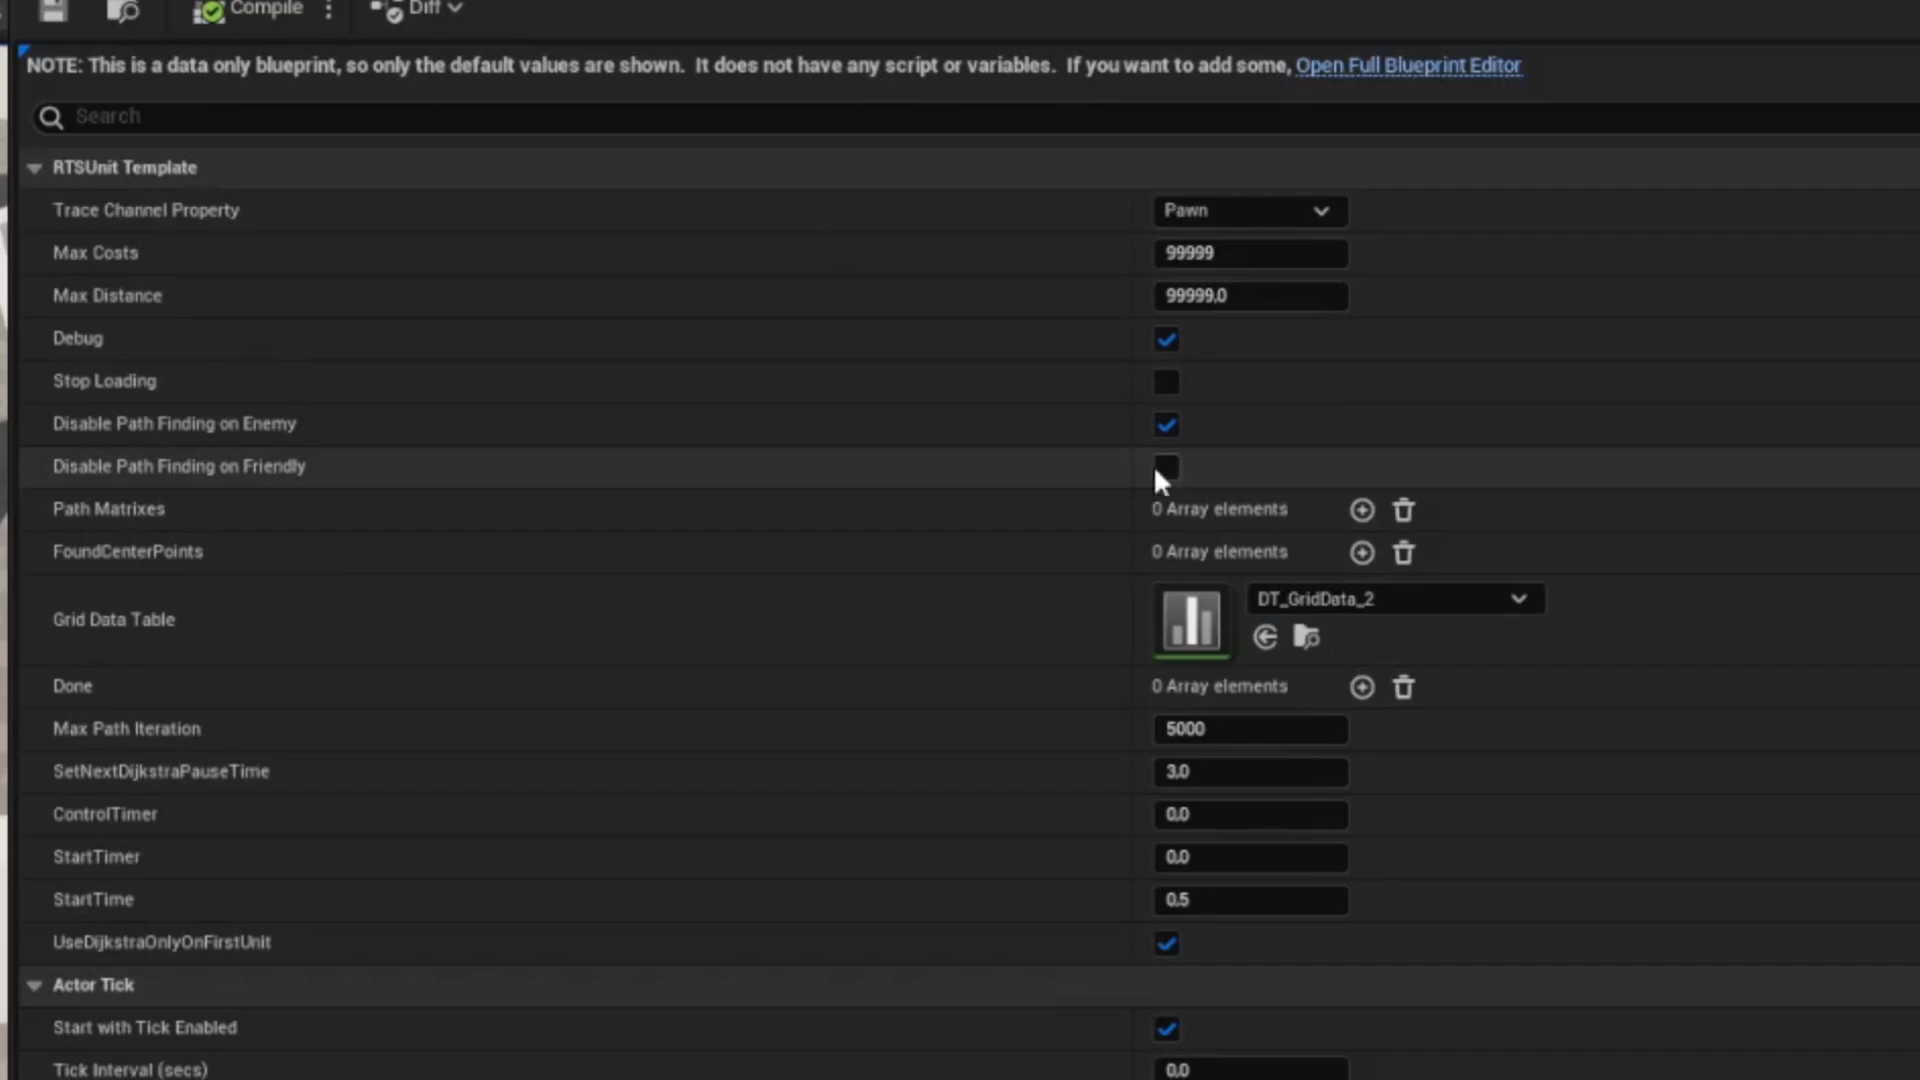 Compile Diff
NOTE: This is a data only blueprint, so only the default values are shown. It does not have any script or variables. If you want to add some, Open Full Blueprint Editor
Search
RTSUnit Template
Trace Channel Property Pawn
Max Costs 99999
Max Distance 99999,0
Debug
Stop Loading
Disable Path Finding on Enemy
Disable Path Finding on Friendly
Path Matrixes 0 Array elements
FoundCenterPoints 0 Array elements
Grid Data Table DT_GridData_2
Done 0 Array elements
Max Path Iteration 5000
SetNextDijkstraPauseTime 3,0
ControlTimer 0,0
StartTimer 0,0
StartTime 0,5
UseDijkstraOnlyOnFirstUnit
Actor Tick
Start with Tick Enabled
Tick Interval (secs) 0,0